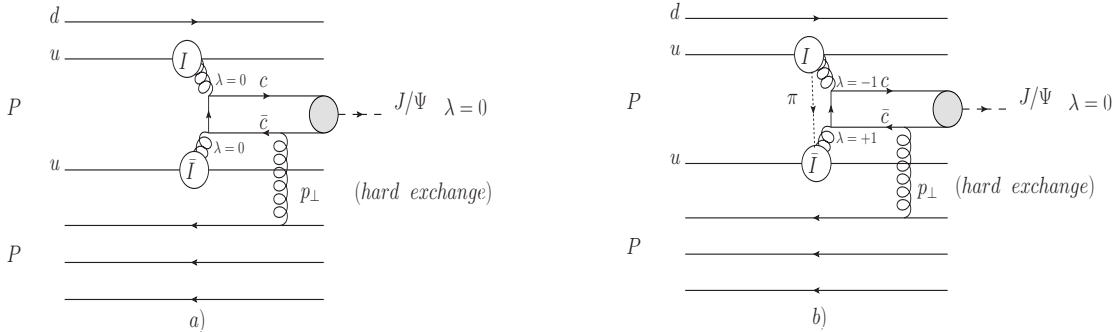 d
u
P
I
λ = 0
c
J/Ψ λ = 0
c̄
λ = 0
Ī
u
p⊥ (hard exchange)
P
a)
d
u
P
I
λ = −1 c
π
J/Ψ λ = 0
c̄
λ = +1
Ī
u
p⊥ (hard exchange)
P
b)